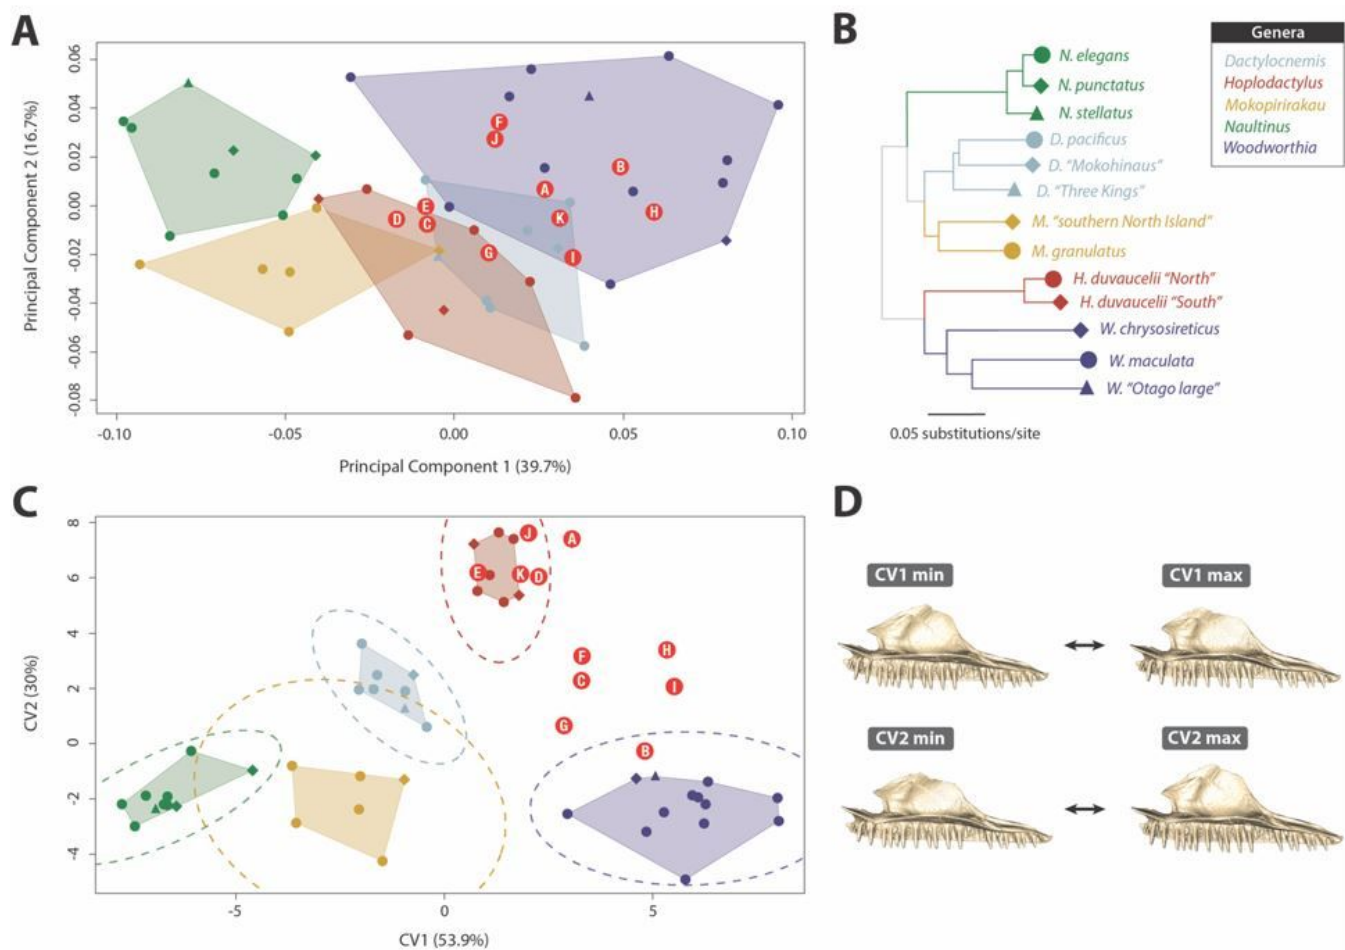 A
0.06
0.04
0.02
0.00
-0.02
-0.04
-0.06
-0.08
Principal Component 2 (16.7%)
F
J
B
A
H
K
E
D
C
G
I
-0.10
-0.05
0.00
0.05
0.10
Principal Component 1 (39.7%)
B
N. elegans
N. punctatus
N. stellatus
D. pacificus
D. "Mokohinaus"
D. "Three Kings"
M. "southern North Island"
M. granulatus
H. duvaucelii "North"
H. duvaucelii "South"
W. chrysosireticus
W. maculata
W. "Otago large"
0.05 substitutions/site
Genera
Dactylocnemis
Hoplodactylus
Mokopirirakau
Naultinus
Woodworthia
C
8
6
4
2
0
-2
-4
CV2 (30%)
J
A
E
K
D
F
H
C
I
G
B
-5
0
5
CV1 (53.9%)
D
CV1 min
CV1 max
CV2 min
CV2 max